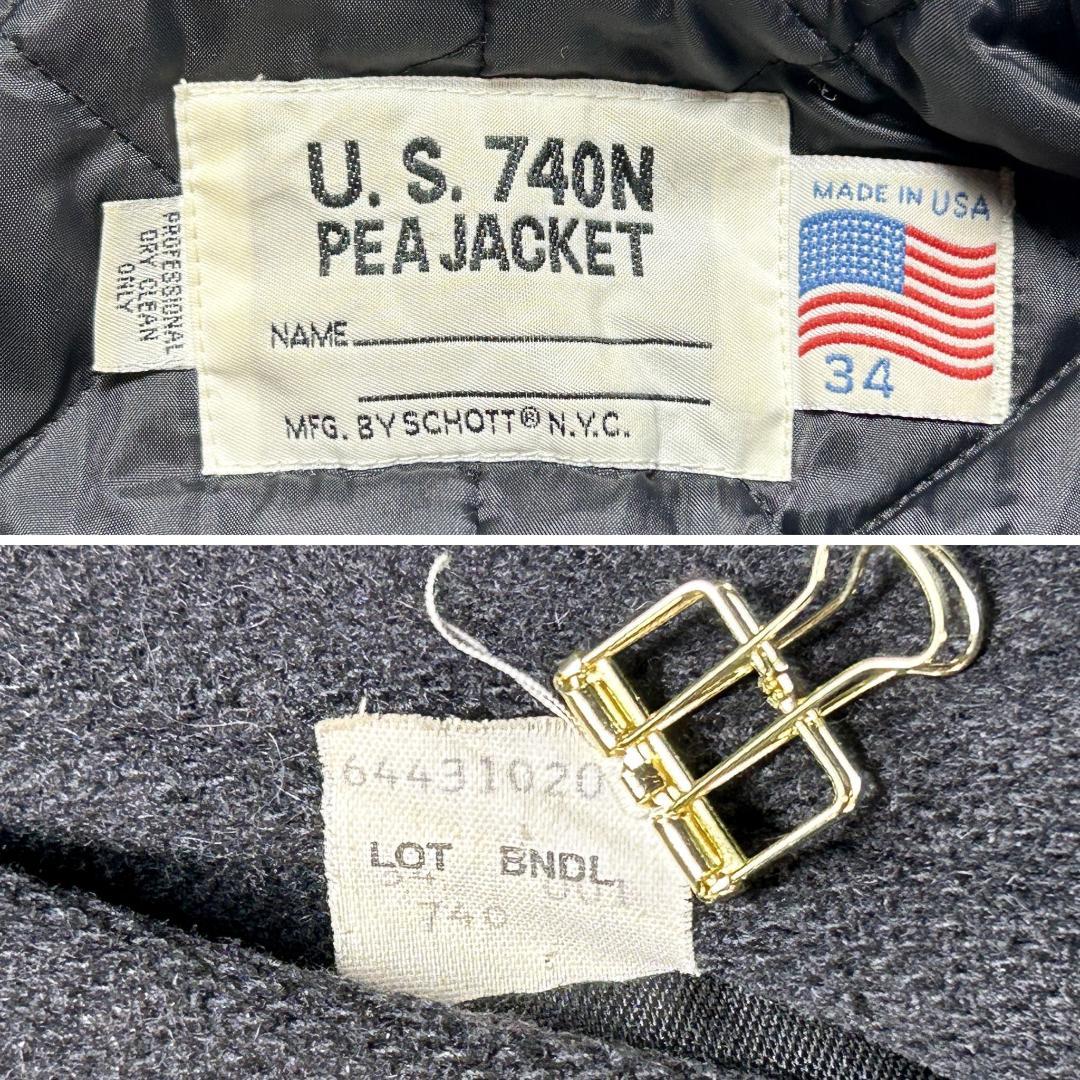 U. S. 740N
PEA JACKET
NAME
MFG. BY SCHOTT® N.Y.C.
PROFESSIONAL
DRY/CLEAN
ONLY
MADE IN USA
34
64431020
LOT BNDL
740